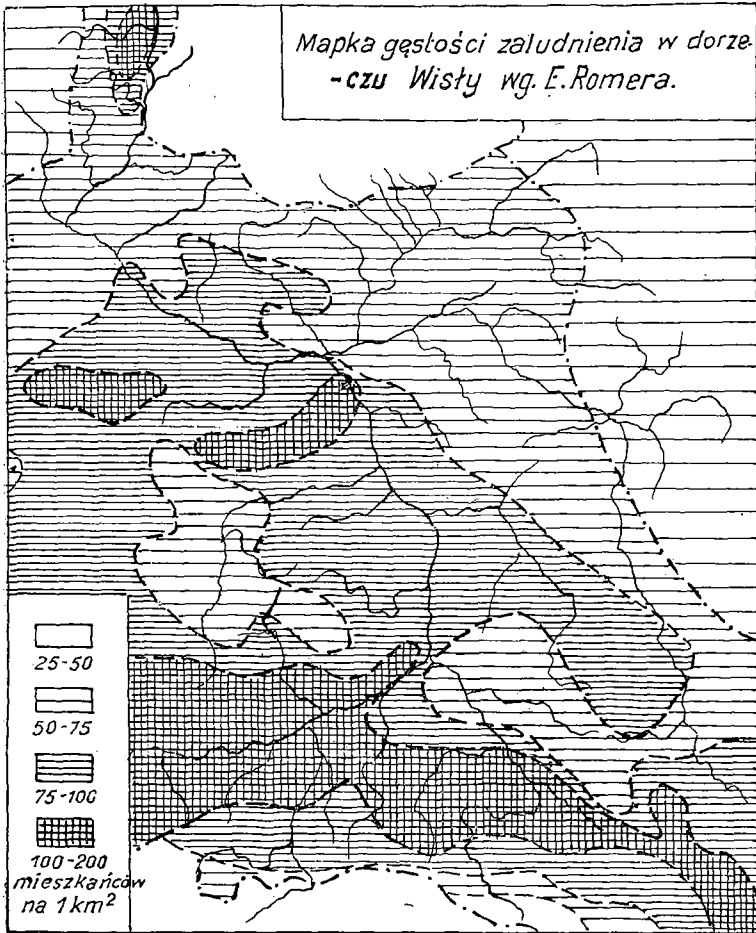 Mapka gęstości zaludnienia w dorze-
-czu Wisły wg. E. Romera.
25-50
50-75
75-100
100-200
mieszkańców
na 1 km²